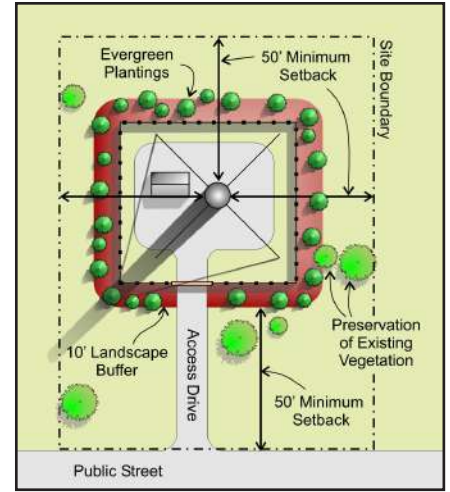 Evergreen
Plantings
50' Minimum
Setback
Site Boundary
10' Landscape
Buffer
Access Drive
Preservation
of Existing
Vegetation
50' Minimum
Setback
Public Street